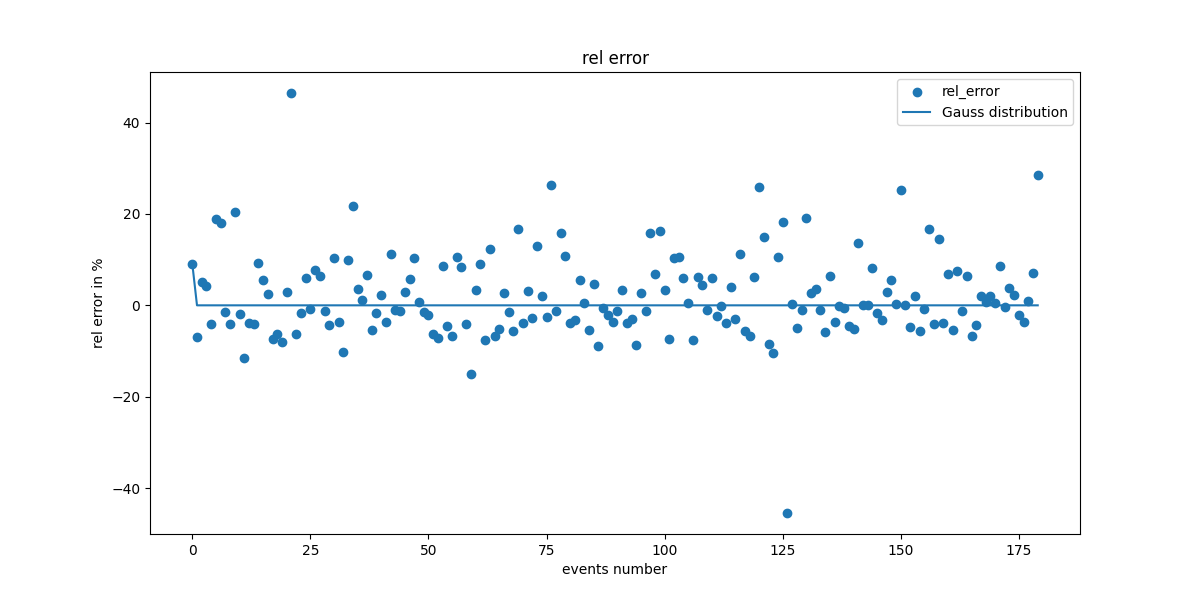 rel error
rel_error
Gauss distribution
40
20
0
−20
−40
rel error in %
0
25
50
75
100
125
150
175
events number